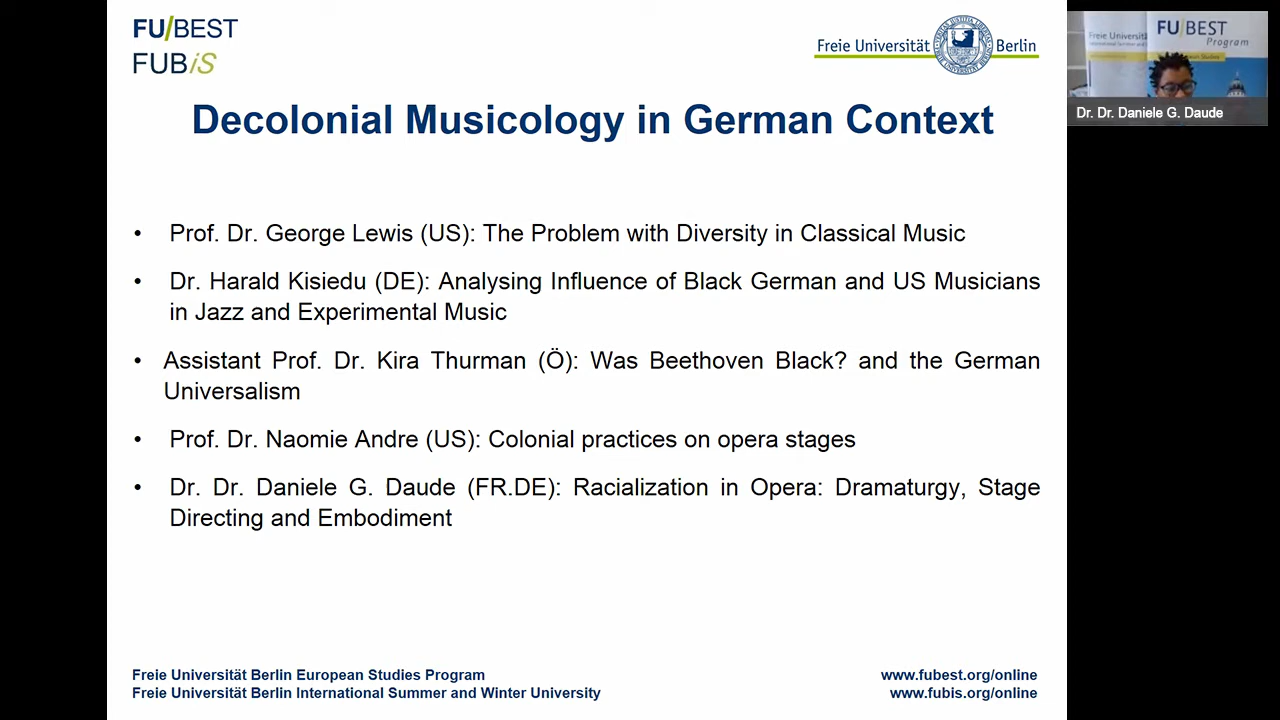 FU/BEST
FUBiS
Freie Universität Berlin
Decolonial Musicology in German Context
• Prof. Dr. George Lewis (US): The Problem with Diversity in Classical Music
• Dr. Harald Kisiedu (DE): Analysing Influence of Black German and US Musicians
in Jazz and Experimental Music
• Assistant Prof. Dr. Kira Thurman (Ö): Was Beethoven Black? and the German
Universalism
• Prof. Dr. Naomie Andre (US): Colonial practices on opera stages
• Dr. Dr. Daniele G. Daude (FR.DE): Racialization in Opera: Dramaturgy, Stage
Directing and Embodiment
Freie Universität Berlin European Studies Program
Freie Universität Berlin International Summer and Winter University
www.fubest.org/online
www.fubis.org/online
FU/BEST
Program
Freie Universitä
Dr. Dr. Daniele G. Daude